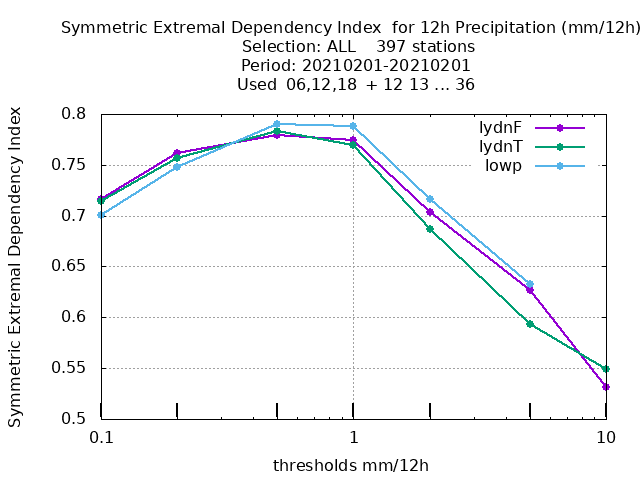 Symmetric Extremal Dependency Index  for 12h Precipitation (mm/12h)
Selection: ALL    397 stations
Period: 20210201-20210201
Used  06,12,18  + 12 13 ... 36
Symmetric Extremal Dependency Index
0.8
0.75
0.7
0.65
0.6
0.55
0.5
lydnF
lydnT
lowp
0.1
1
10
thresholds mm/12h